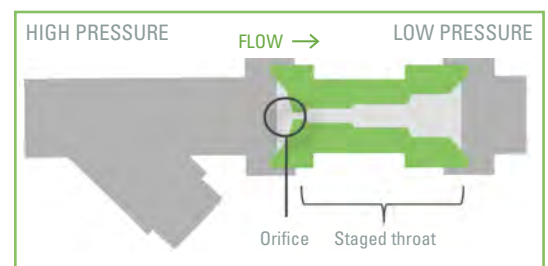 HIGH PRESSURE
FLOW →
LOW PRESSURE
Orifice
Staged throat